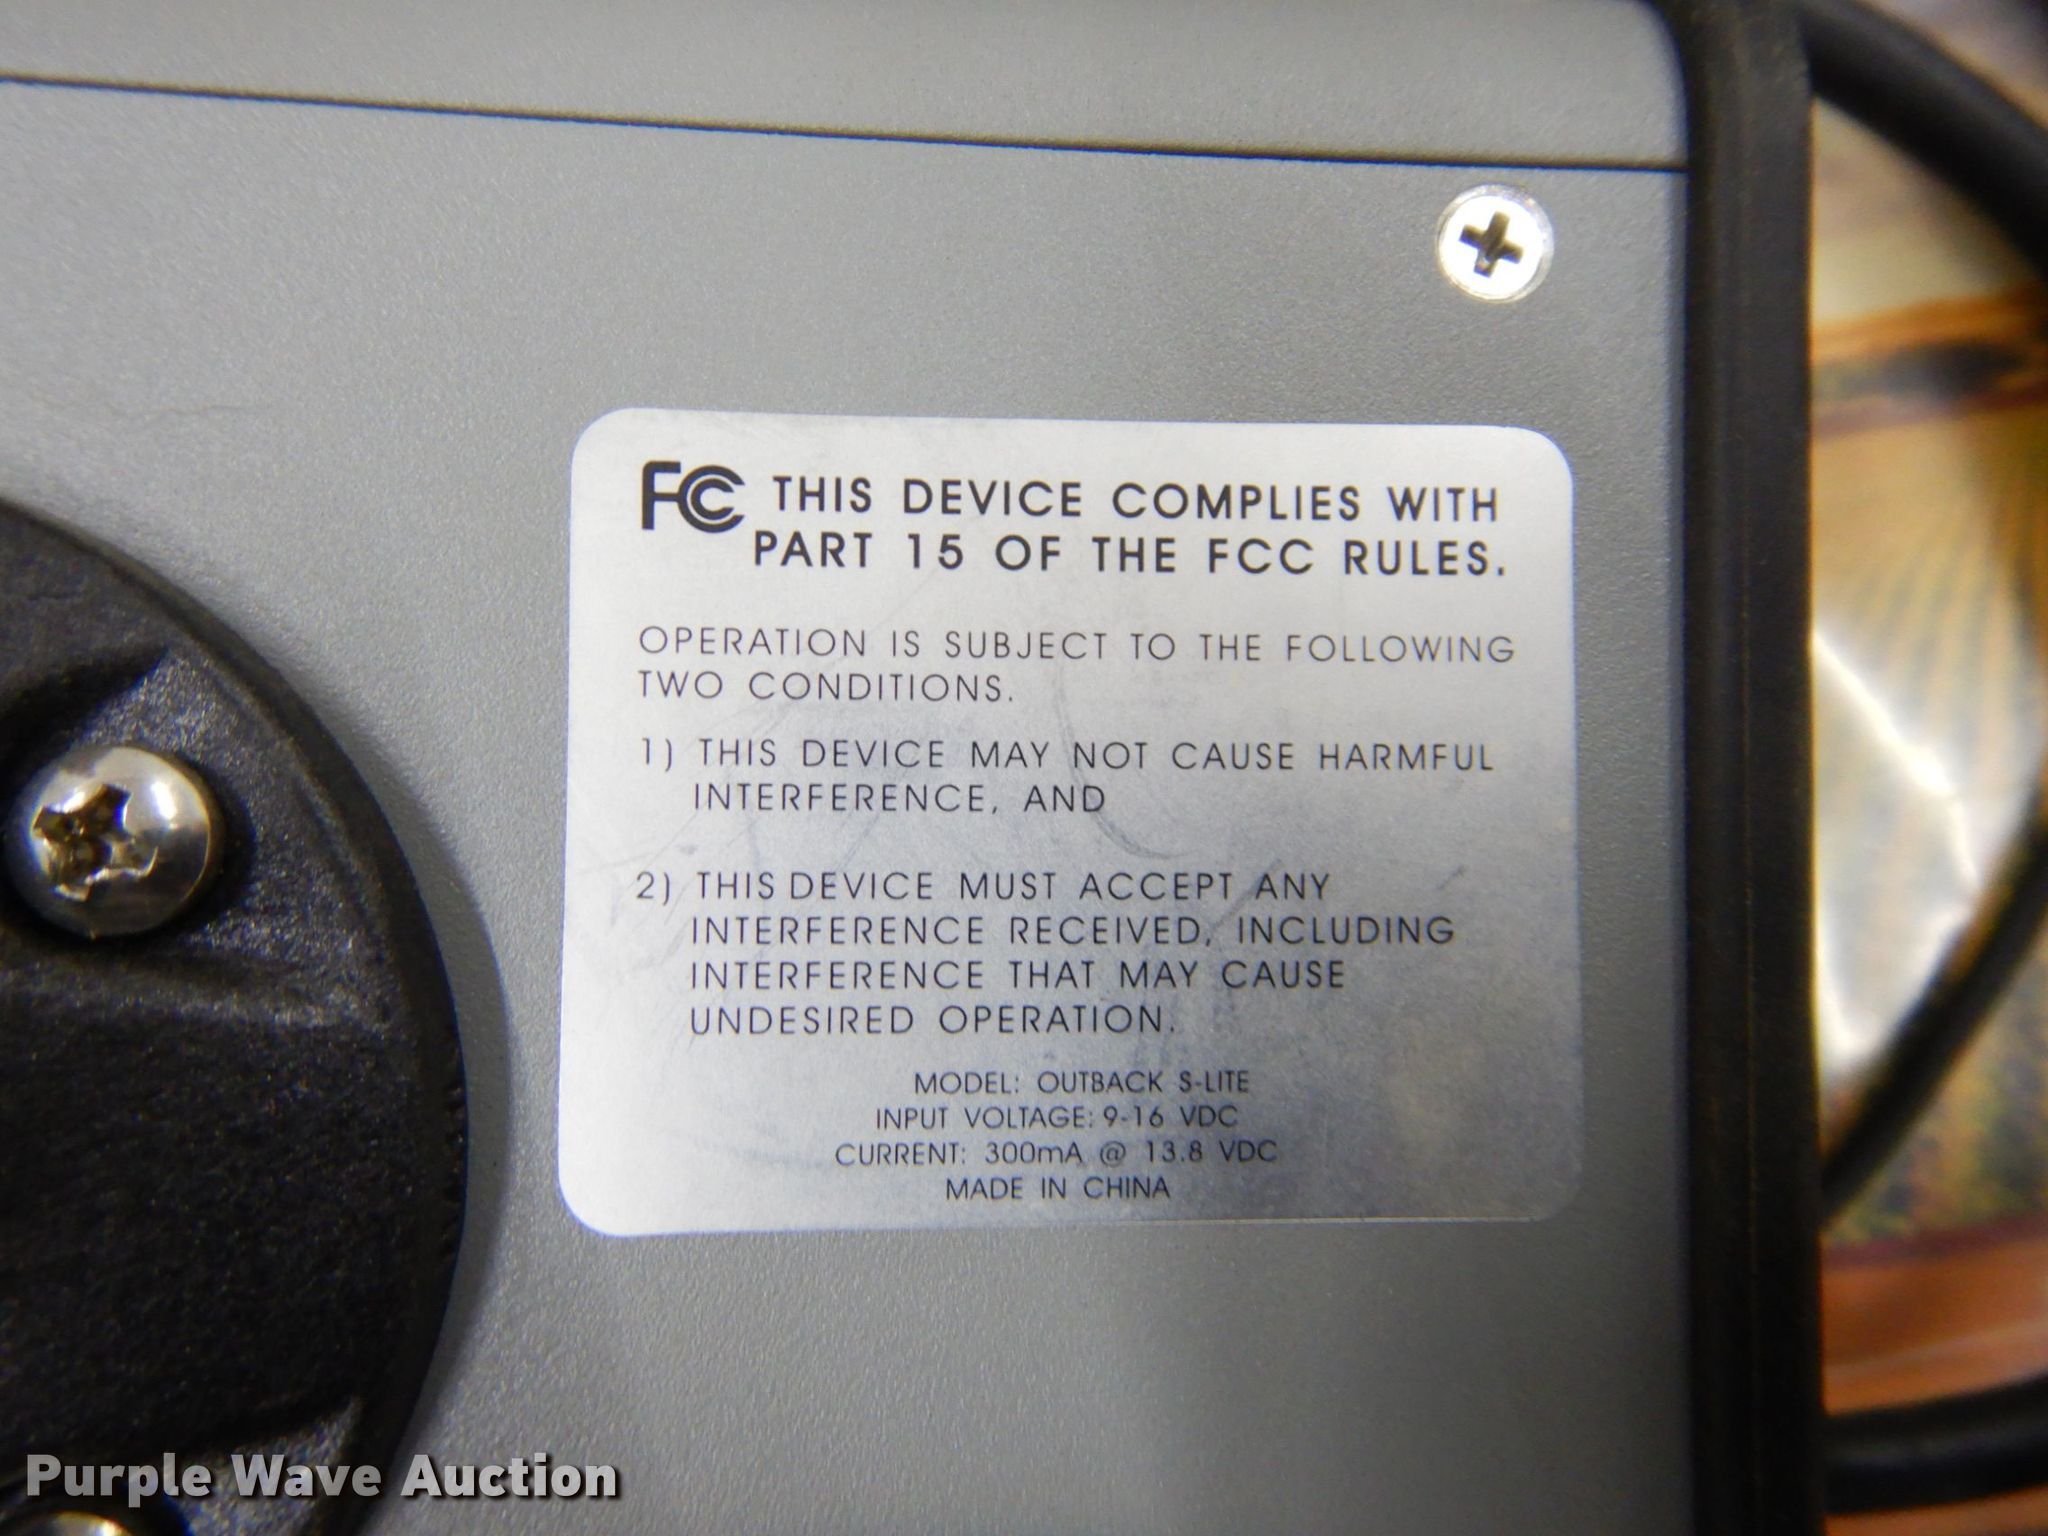 FCC THIS DEVICE COMPLIES WITH
PART 15 OF THE FCC RULES.
OPERATION IS SUBJECT TO THE FOLLOWING
TWO CONDITIONS.
1) THIS DEVICE MAY NOT CAUSE HARMFUL
INTERFERENCE, AND
2) THIS DEVICE MUST ACCEPT ANY
INTERFERENCE RECEIVED, INCLUDING
INTERFERENCE THAT MAY CAUSE
UNDESIRED OPERATION.
MODEL: OUTBACK S-LITE
INPUT VOLTAGE: 9-16 VDC
CURRENT: 300mA @ 13.8 VDC
MADE IN CHINA
Purple Wave Auction